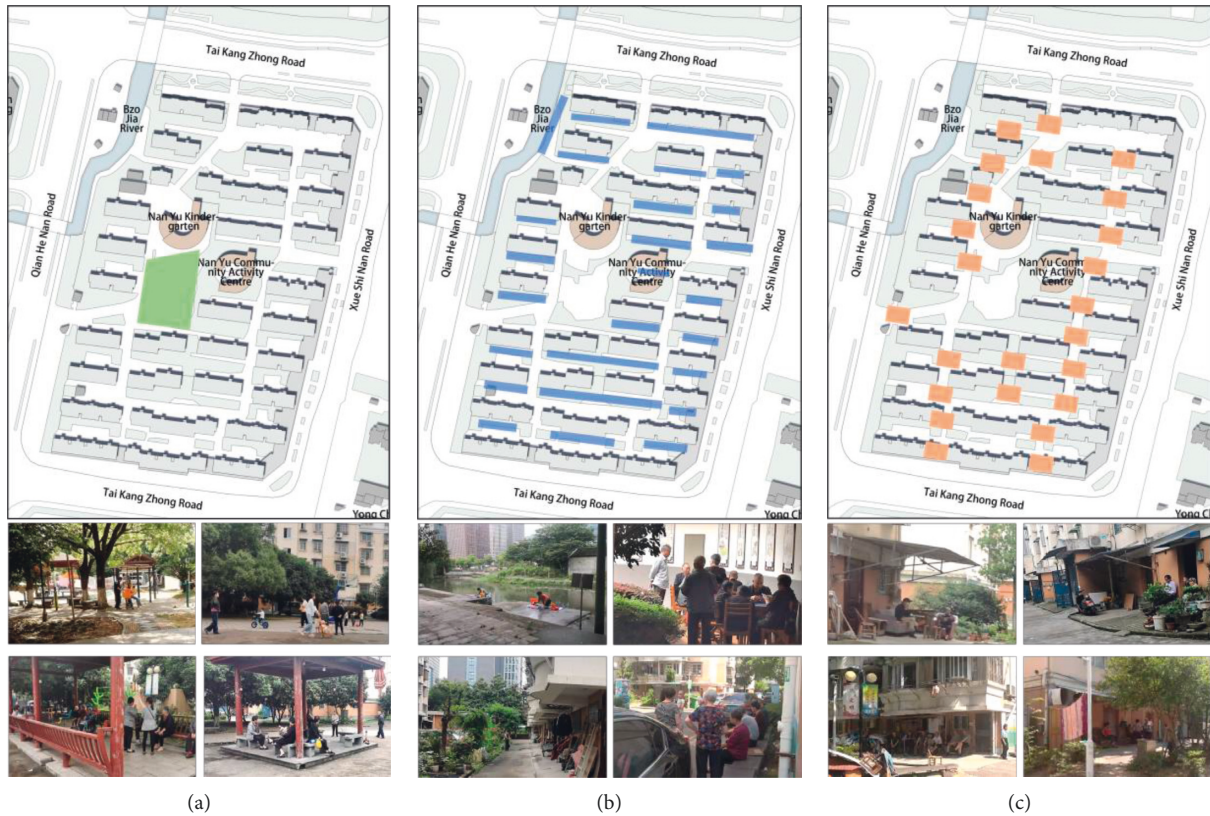 Tai Kang Zhong Road
Bzo
Jia
River
Qian He Nan Road
Nan Yu Kinder-
garten
Nan Yu Commu-
nity Activity
Centre
Xue Shi Nan Road
Tai Kang Zhong Road
Yong Ch
(a)
Tai Kang Zhong Road
Bzo
Jia
River
Qian He Nan Road
Nan Yu Kinder-
garten
Nan Yu Commu-
nity Activity
Centre
Xue Shi Nan Road
Tai Kang Zhong Road
Yong Ch
(b)
Tai Kang Zhong Road
Bzo
Jia
River
Qian He Nan Road
Nan Yu Kinder-
garten
Nan Yu Commu-
nity Activity
Centre
Xue Shi Nan Road
Tai Kang Zhong Road
Yong Ch
(c)